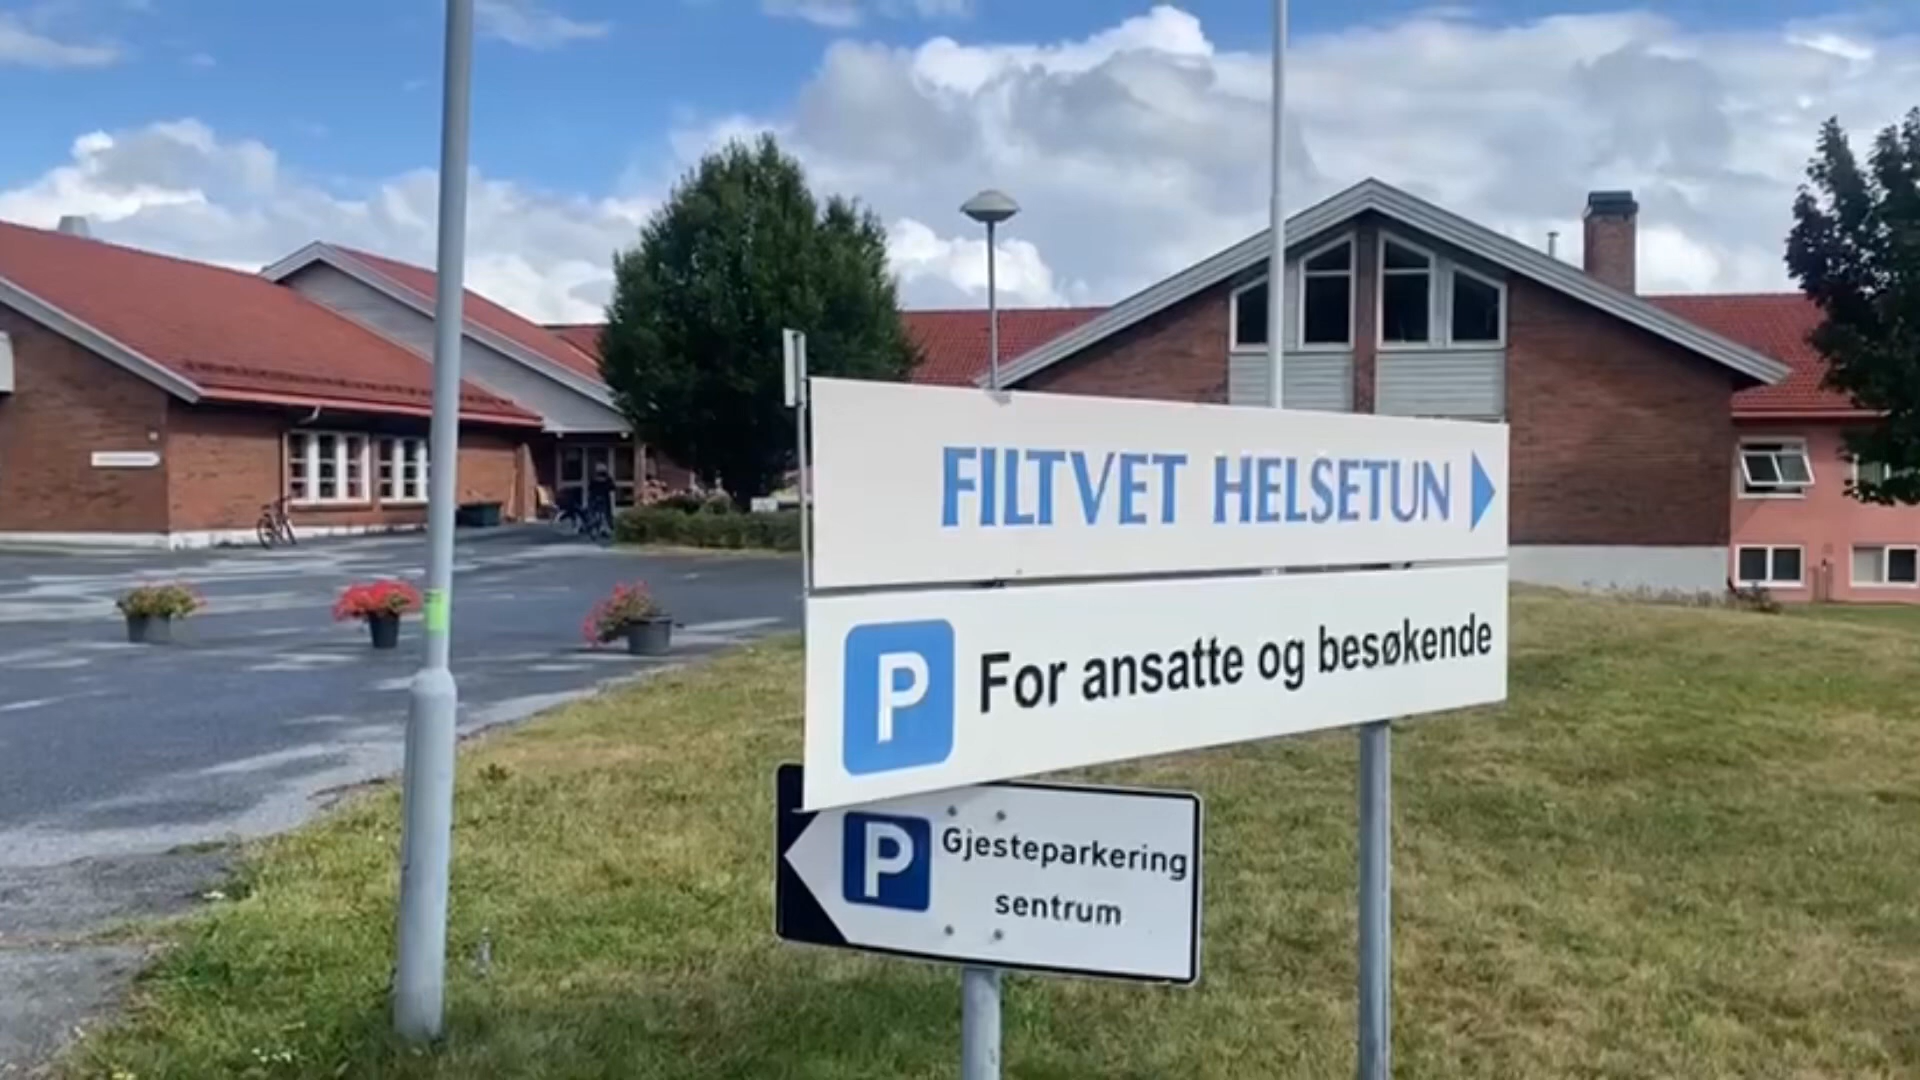 FILTVET HELSETUN
P For ansatte og besøkende
P Gjesteparkering
sentrum